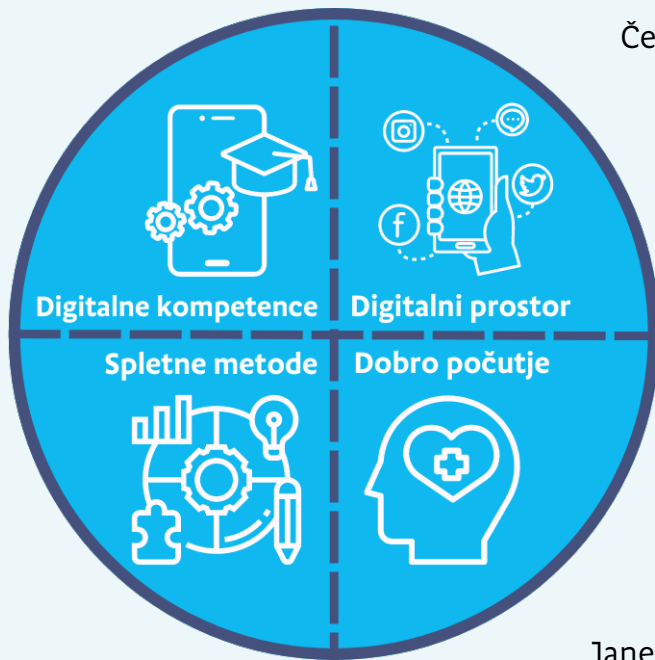 Digitalne kompetence
Digitalni prostor
Spletne metode
Dobro počutje